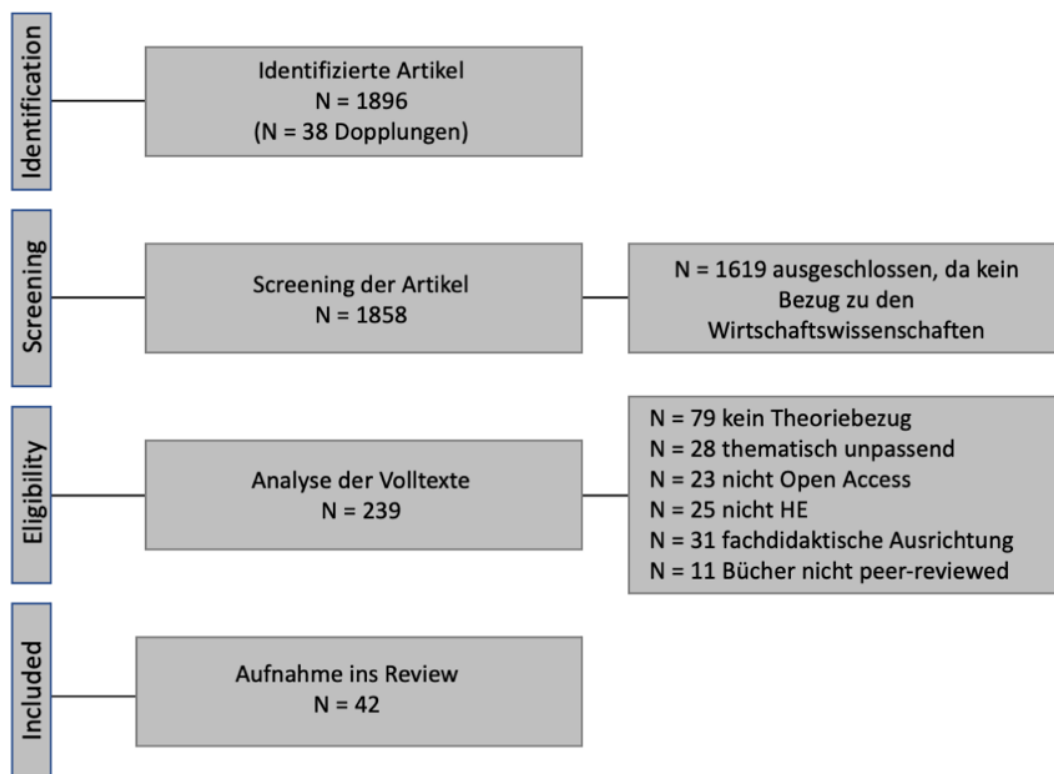 Identification
Identifizierte Artikel
N = 1896
(N = 38 Dopplungen)
Screening
Screening der Artikel
N = 1858
N = 1619 ausgeschlossen, da kein
Bezug zu den
Wirtschaftswissenschaften
Eligibility
Analyse der Volltexte
N = 239
N = 79 kein Theoriebezug
N = 28 thematisch unpassend
N = 23 nicht Open Access
N = 25 nicht HE
N = 31 fachdidaktische Ausrichtung
N = 11 Bücher nicht peer-reviewed
Included
Aufnahme ins Review
N = 42